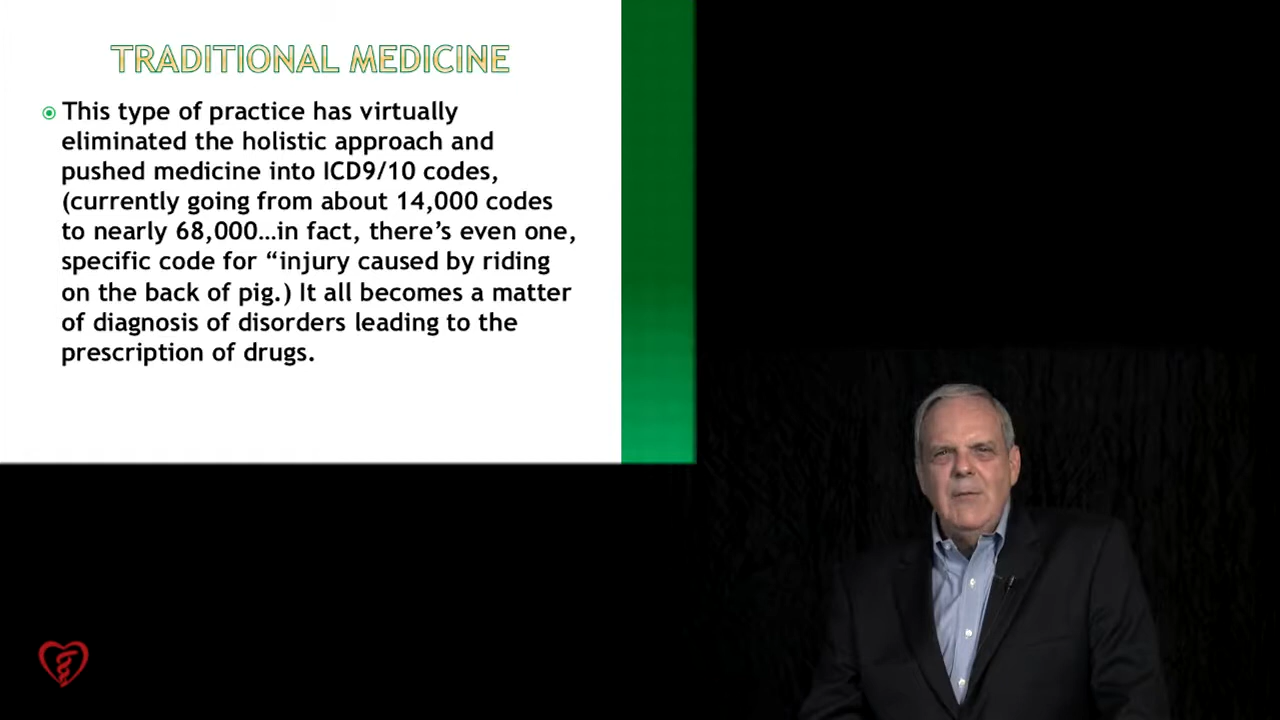 TRADITIONAL MEDICINE
This type of practice has virtually
eliminated the holistic approach and
pushed medicine into ICD9/10 codes,
(currently going from about 14,000 codes
to nearly 68,000…in fact, there’s even one,
specific code for “injury caused by riding
on the back of pig.) It all becomes a matter
of diagnosis of disorders leading to the
prescription of drugs.